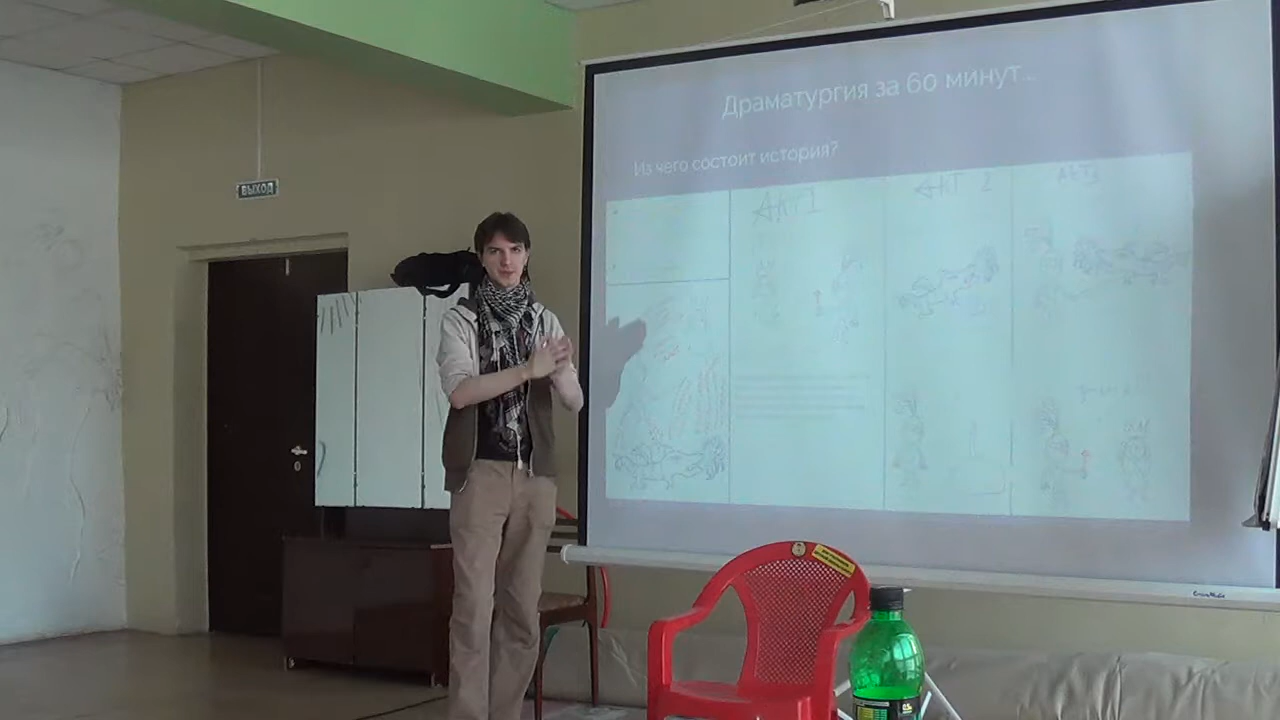 Драматургия за 60 минут...
Из чего состоит история?
Акт 1
Акт 2
Акт 3
ВЫХОД